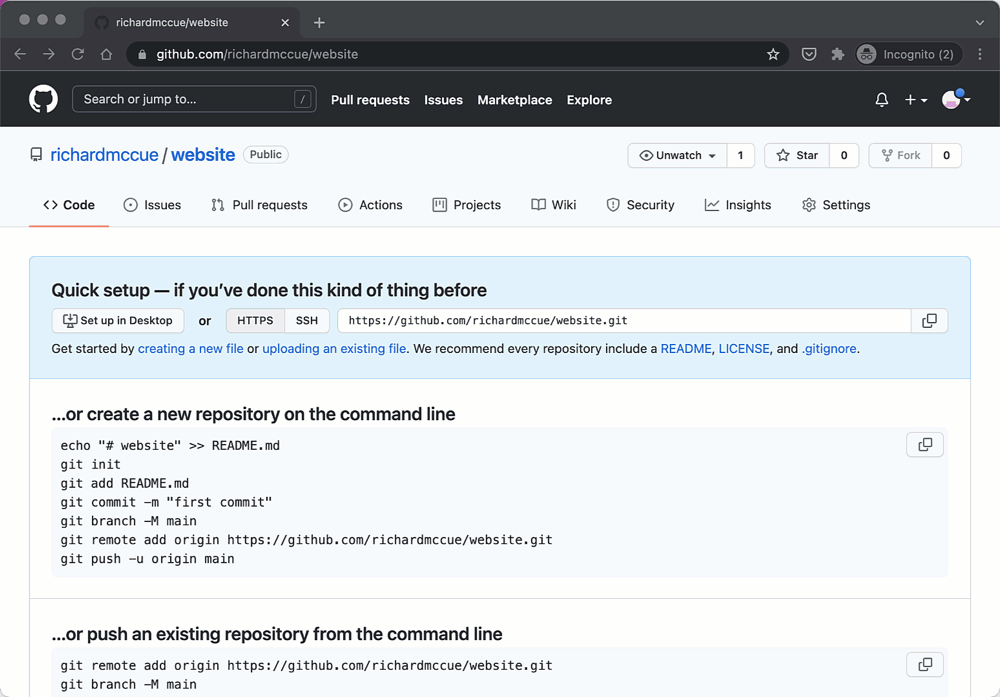 richardmccue/website
github.com/richardmccue/website
Incognito (2)
Search or jump to... /
Pull requests Issues Marketplace Explore
richardmccue / website Public
Unwatch 1 Star 0 Fork 0
Code Issues Pull requests Actions Projects Wiki Security Insights Settings
Quick setup — if you’ve done this kind of thing before
Set up in Desktop or HTTPS SSH https://github.com/richardmccue/website.git
Get started by creating a new file or uploading an existing file. We recommend every repository include a README, LICENSE, and .gitignore.
…or create a new repository on the command line
echo "# website" >> README.md
git init
git add README.md
git commit -m "first commit"
git branch -M main
git remote add origin https://github.com/richardmccue/website.git
git push -u origin main
…or push an existing repository from the command line
git remote add origin https://github.com/richardmccue/website.git
git branch -M main